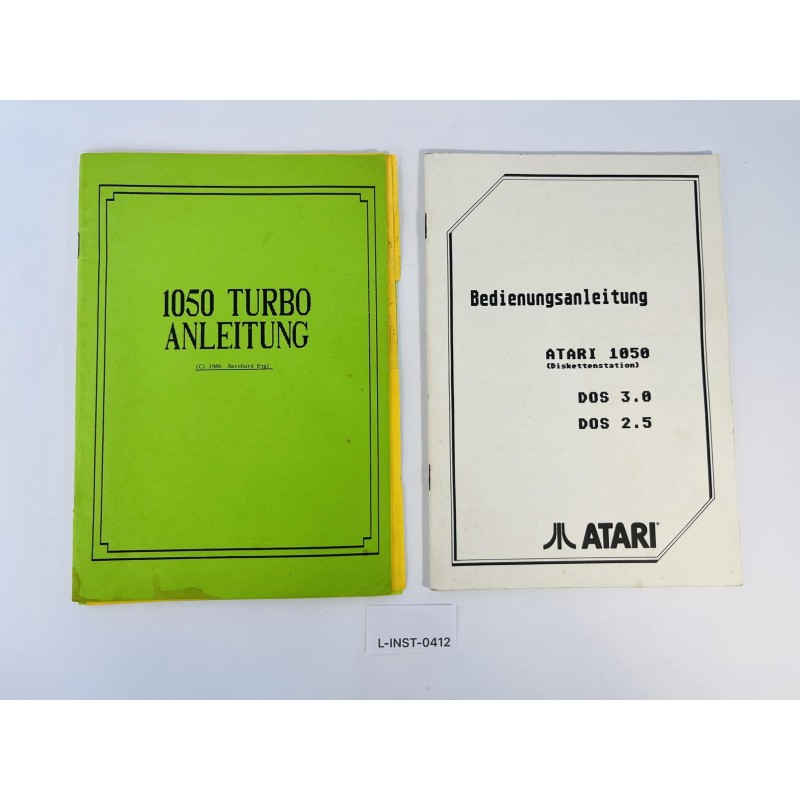 1050 TURBO
ANLEITUNG
(C) 1986 Bernhard Engl
Bedienungsanleitung
ATARI 1050
(Diskettenstation)
DOS 3.0
DOS 2.5
ATARI
L-INST-0412